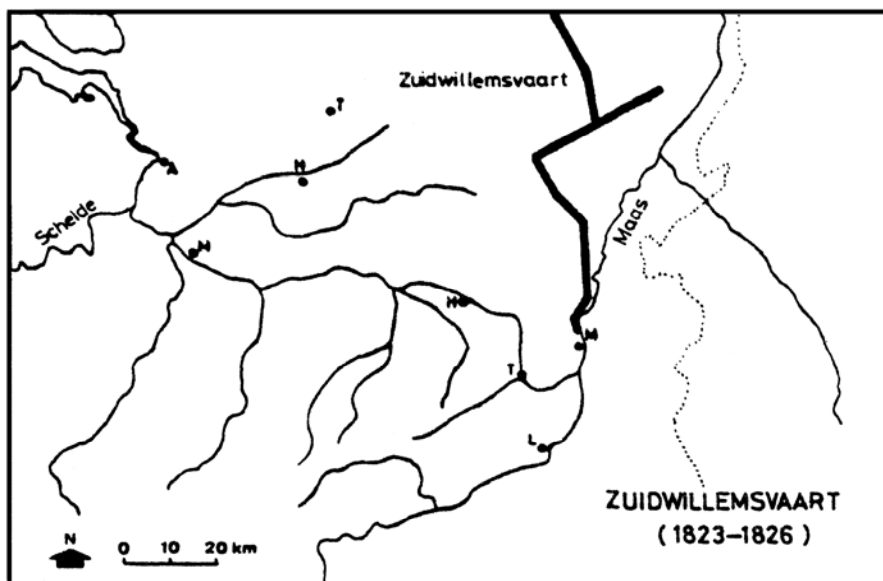 Zuidwillemsvaart
T
A
H
Schelde
M
Maas
H
M
T
L
ZUIDWILLEMSVAART
(1823–1826)
N
0 10 20 km